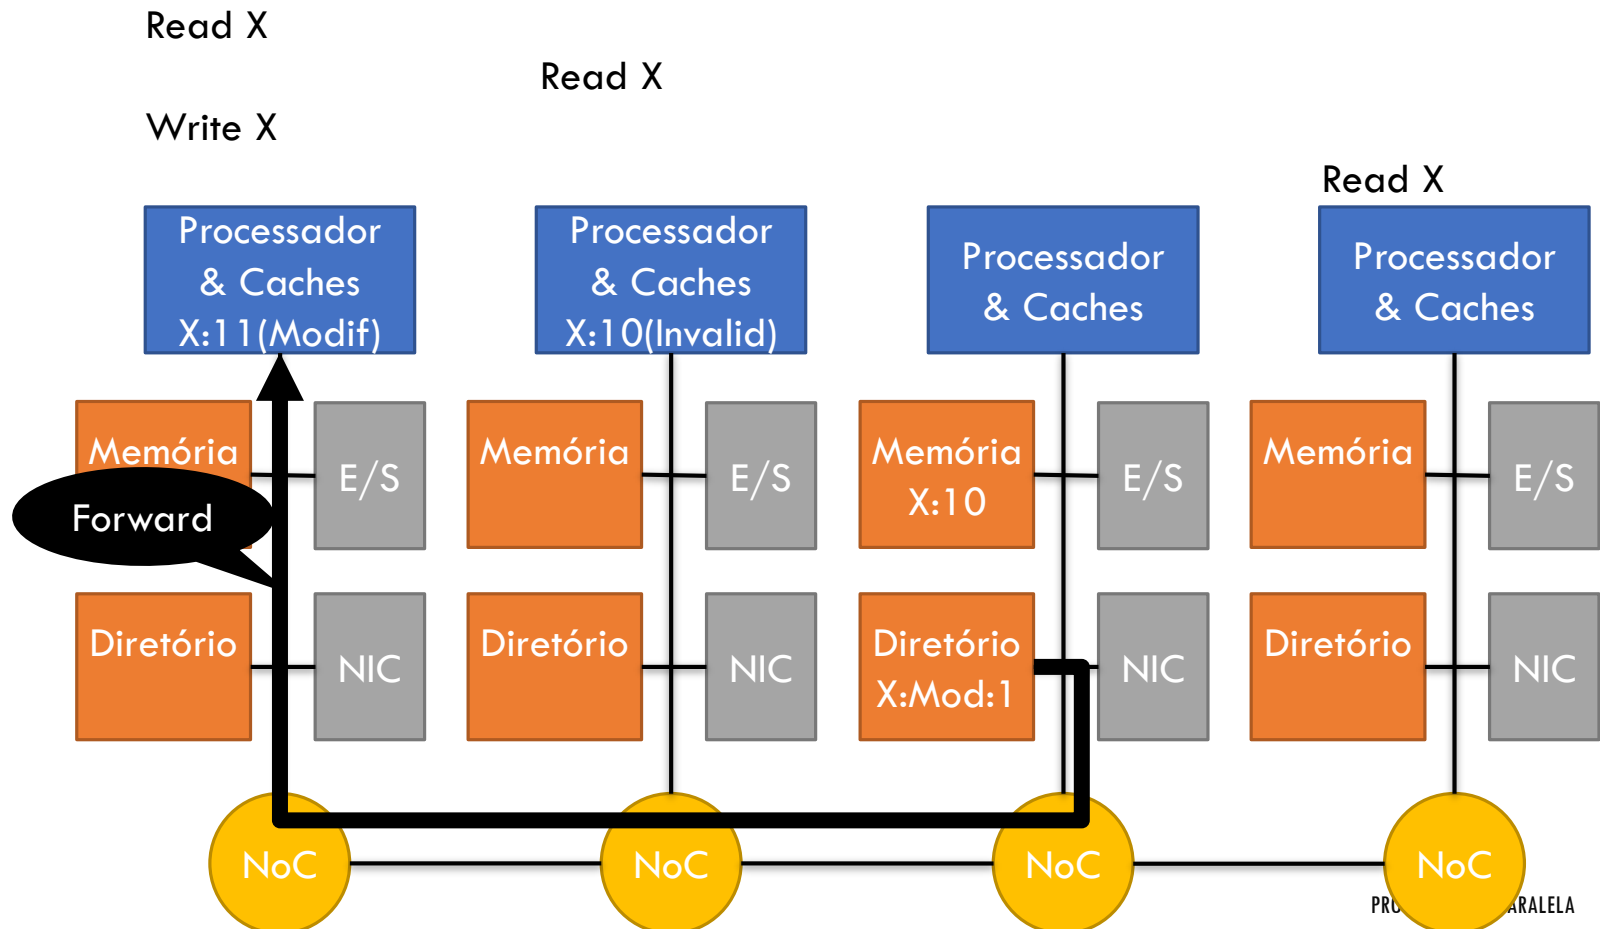 Read X
Read X
Write X
Read X
Processador
& Caches
X:11(Modif)
Processador
& Caches
X:10(Invalid)
Processador
& Caches
Processador
& Caches
Memória
E/S
Memória
E/S
Memória
X:10
E/S
Memória
E/S
Forward
Diretório
NIC
Diretório
NIC
Diretório
X:Mod:1
NIC
Diretório
NIC
NoC
NoC
NoC
NoC